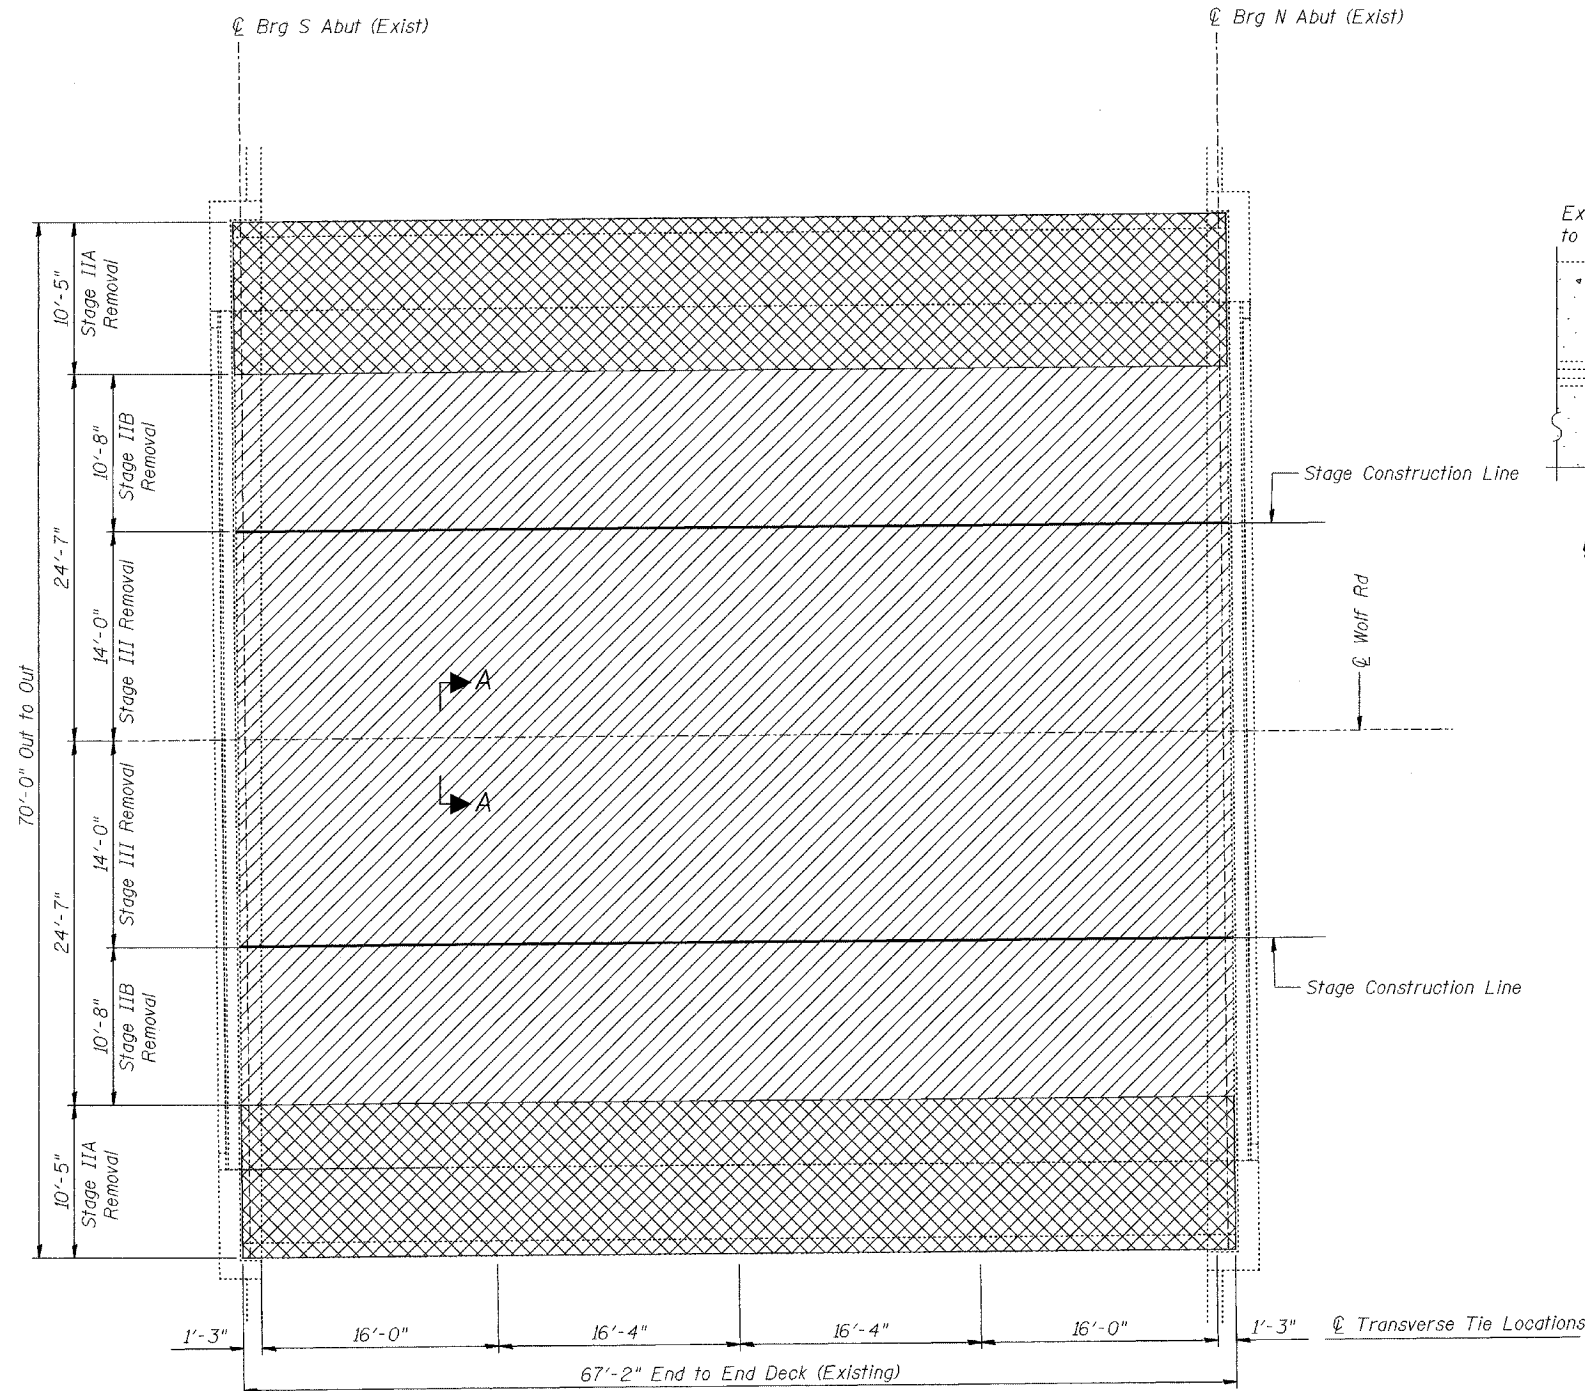 ℄ Brg S Abut (Exist)
℄ Brg N Abut (Exist)
Ex
to
10'-5"
Stage IIA
Removal
10'-8"
Stage IIB
Removal
24'-7"
14'-0"
Stage III Removal
70'-0" Out to Out
Stage Construction Line
℄ Wolf Rd
A
A
24'-7"
14'-0"
Stage III Removal
10'-8"
Stage IIB
Removal
Stage Construction Line
10'-5"
Stage IIA
Removal
1'-3"
16'-0"
16'-4"
16'-4"
16'-0"
1'-3"
℄ Transverse Tie Locations
67'-2" End to End Deck (Existing)